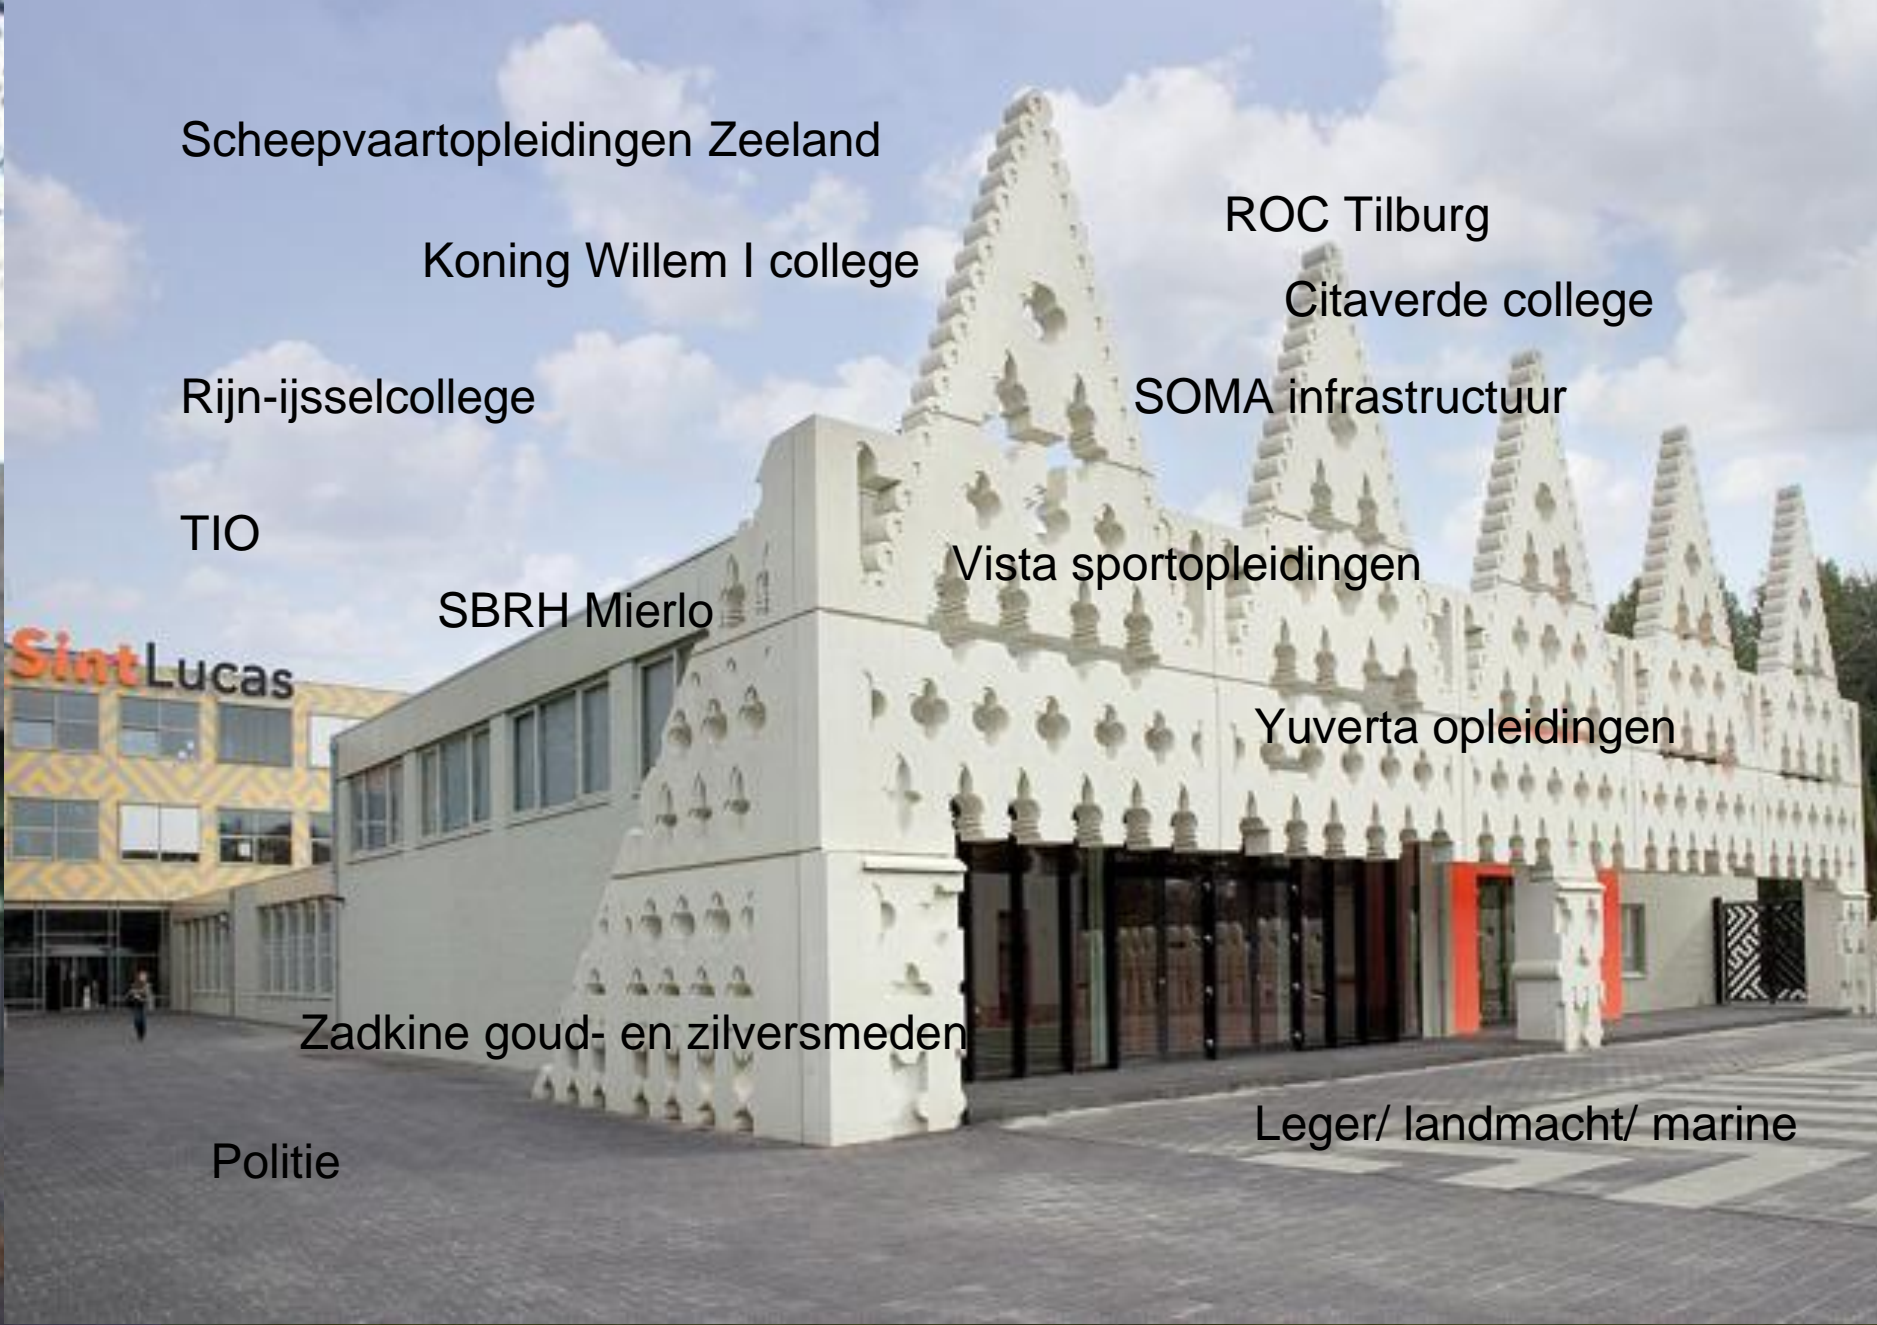 Scheepvaartopleidingen Zeeland
ROC Tilburg
Koning Willem I college
Citaverde college
Rijn-ijsselcollege
SOMA infrastructuur
TIO
Vista sportopleidingen
SBRH Mierlo
SintLucas
Yuverta opleidingen
Zadkine goud- en zilversmeden
Leger/ landmacht/ marine
Politie